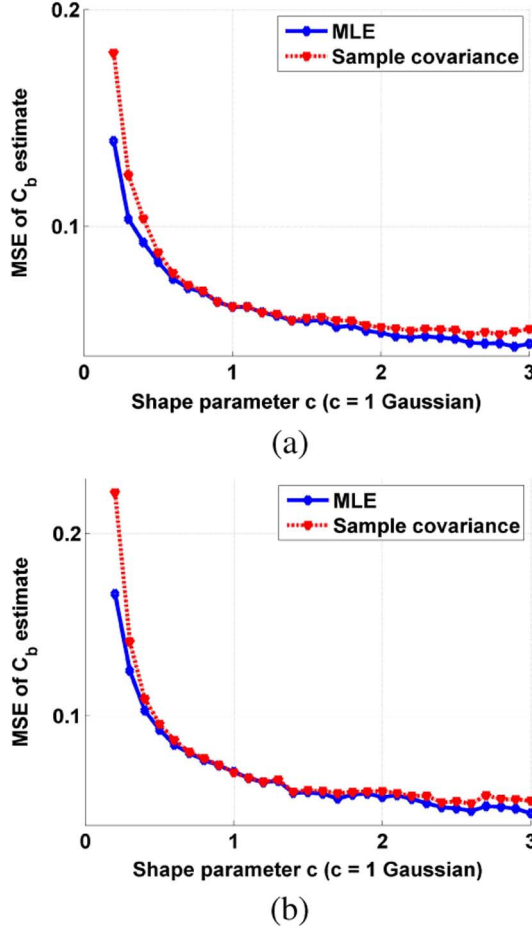 0.2
MLE
Sample covariance
MSE of C_b estimate
0.1
0 1 2 3
Shape parameter c (c = 1 Gaussian)
(a)
MLE
Sample covariance
0.2
MSE of C_b estimate
0.1
0 1 2 3
Shape parameter c (c = 1 Gaussian)
(b)